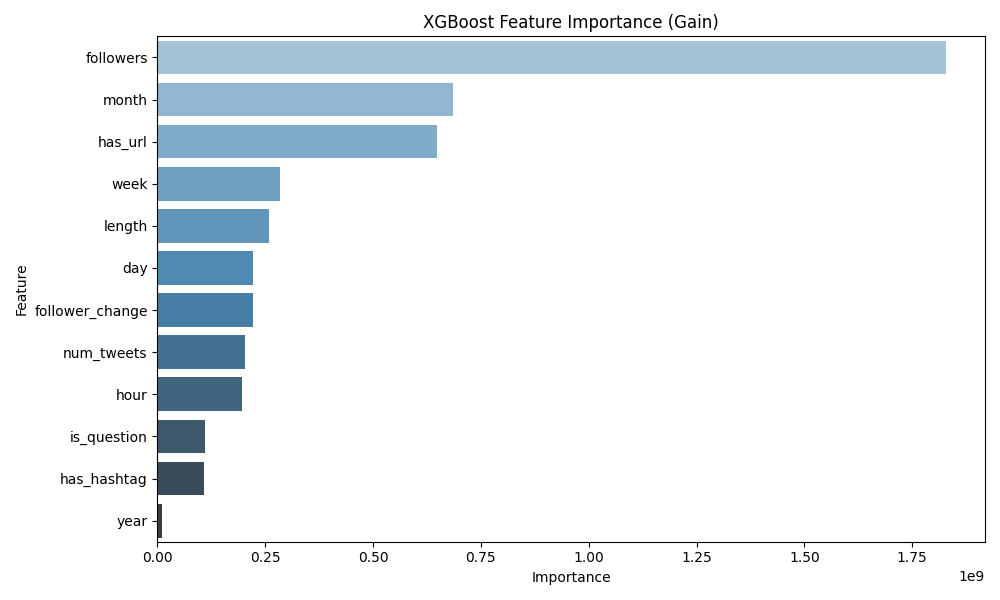 XGBoost Feature Importance (Gain)
Feature
followers
month
has_url
week
length
day
follower_change
num_tweets
hour
is_question
has_hashtag
year
0.00 0.25 0.50 0.75 1.00 1.25 1.50 1.75
1e9
Importance